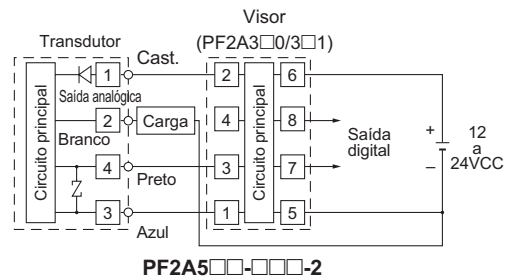 Visor
(PF2A3□0/3□1)
Transdutor
Cast.
1
2
6
Saída analógica
2
Carga
4
8
Branco
Saída
digital
+
12
a
24VCC
–
4
3
7
Preto
3
1
5
Azul
Circuito principal
Circuito principal
PF2A5□□-□□□-2